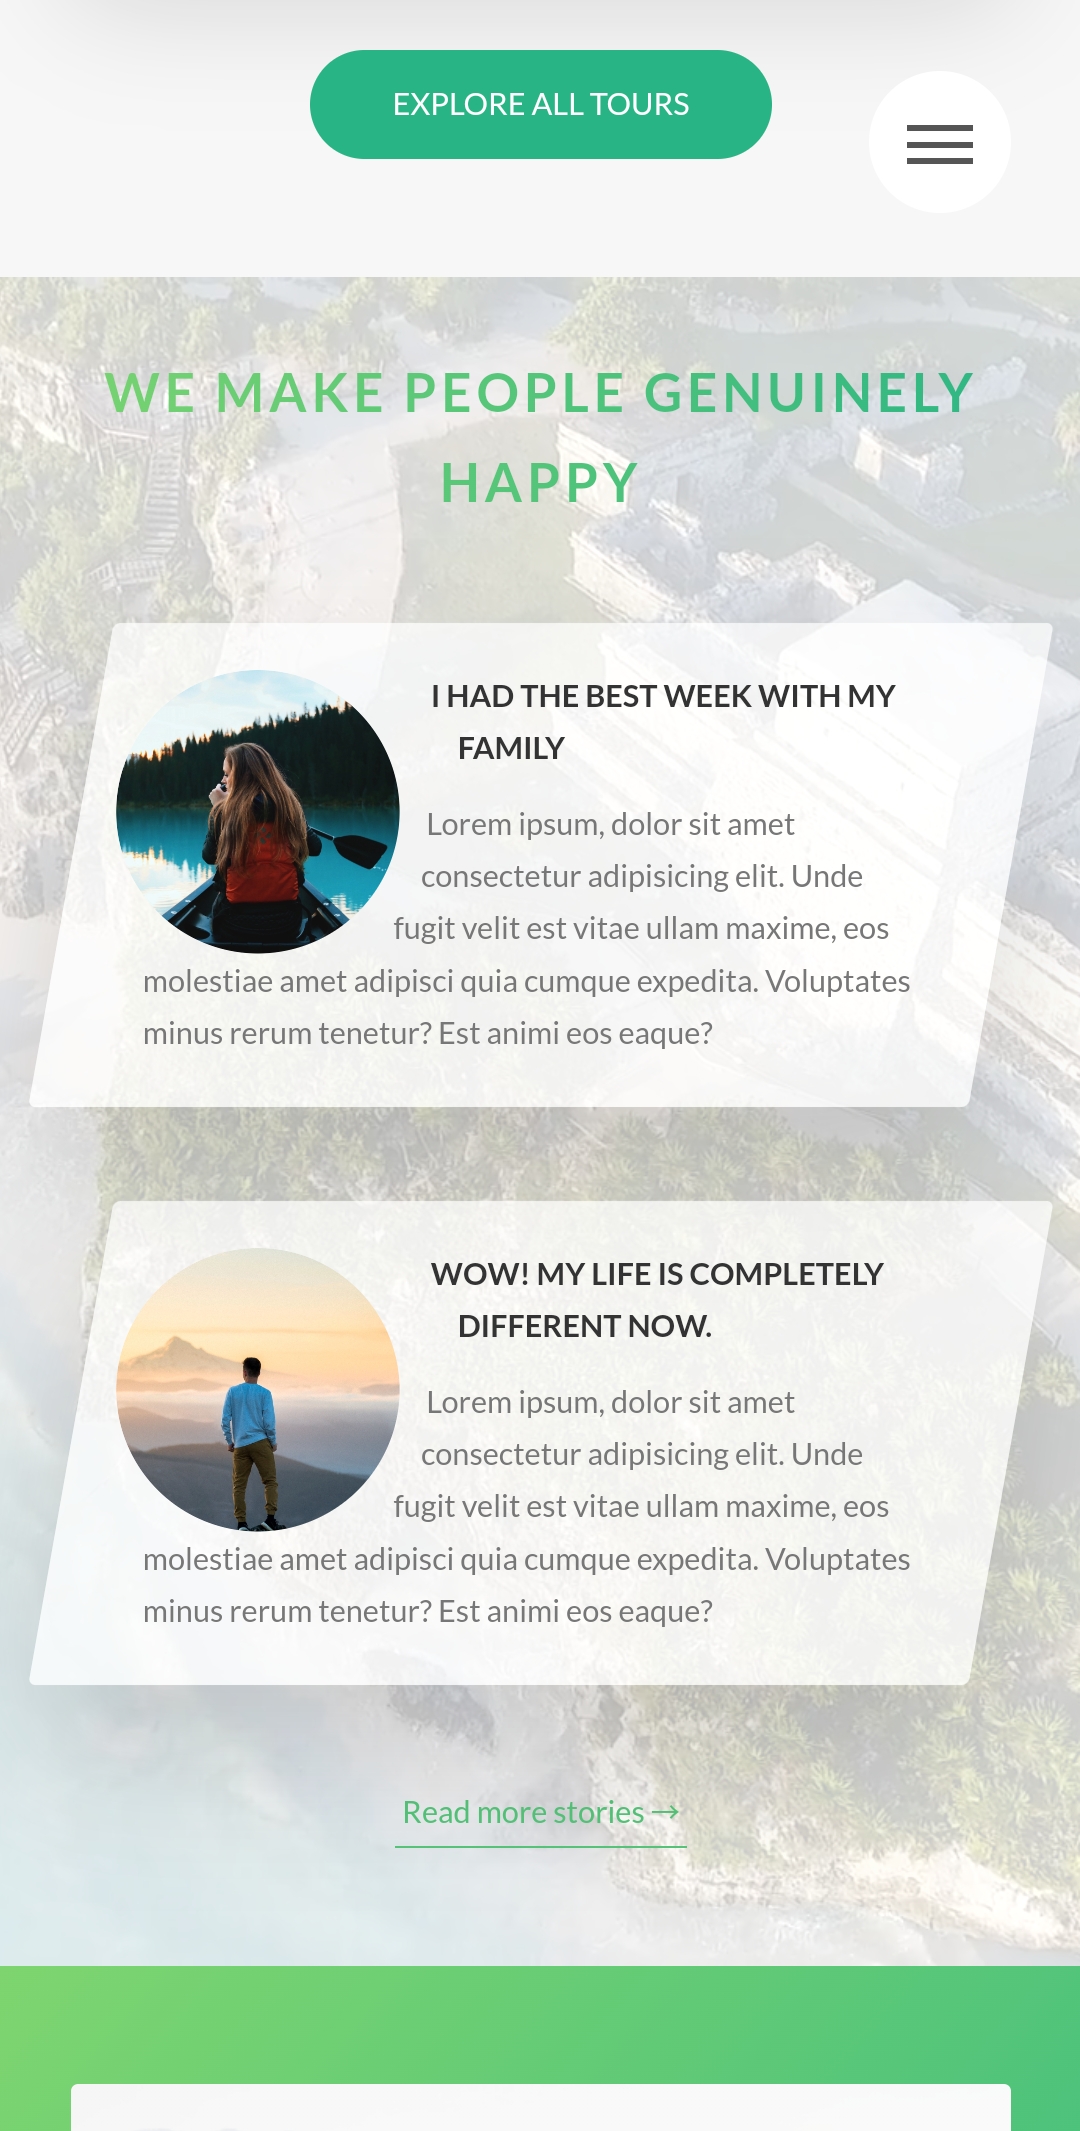 EXPLORE ALL TOURS
WE MAKE PEOPLE GENUINELY
HAPPY
I HAD THE BEST WEEK WITH MY
FAMILY
Lorem ipsum, dolor sit amet
consectetur adipisicing elit. Unde
fugit velit est vitae ullam maxime, eos
molestiae amet adipisci quia cumque expedita. Voluptates
minus rerum tenetur? Est animi eos eaque?
WOW! MY LIFE IS COMPLETELY
DIFFERENT NOW.
Lorem ipsum, dolor sit amet
consectetur adipisicing elit. Unde
fugit velit est vitae ullam maxime, eos
molestiae amet adipisci quia cumque expedita. Voluptates
minus rerum tenetur? Est animi eos eaque?
Read more stories →